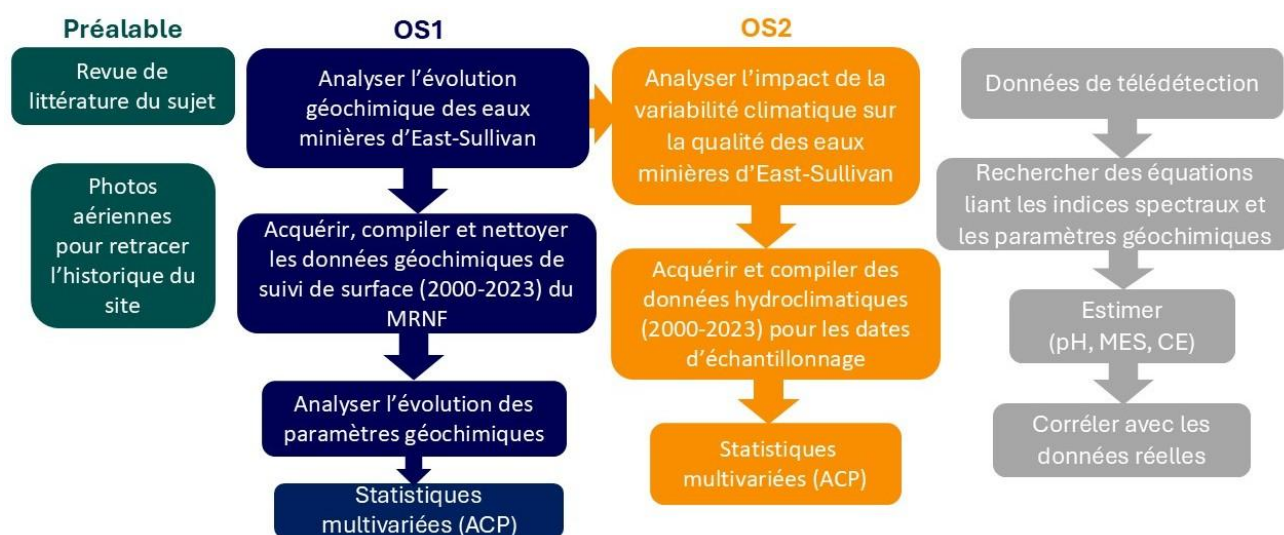 Préalable
Revue de
littérature du sujet
Photos
aériennes
pour retracer
l’historique du
site
OS1
Analyser l’évolution
géochimique des eaux
minières d’East-Sullivan
Acquérir, compiler et nettoyer
les données géochimiques de
suivi de surface (2000-2023) du
MRNF
Analyser l’évolution des
paramètres géochimiques
Statistiques
multivariées (ACP)
OS2
Analyser l’impact de la
variabilité climatique sur
la qualité des eaux
minières d’East-Sullivan
Acquérir et compiler des
données hydroclimatiques
(2000-2023) pour les dates
d’échantillonnage
Statistiques
multivariées (ACP)
Données de télédétection
Rechercher des équations
liant les indices spectraux et
les paramètres géochimiques
Estimer
(pH, MES, CE)
Corréler avec les
données réelles